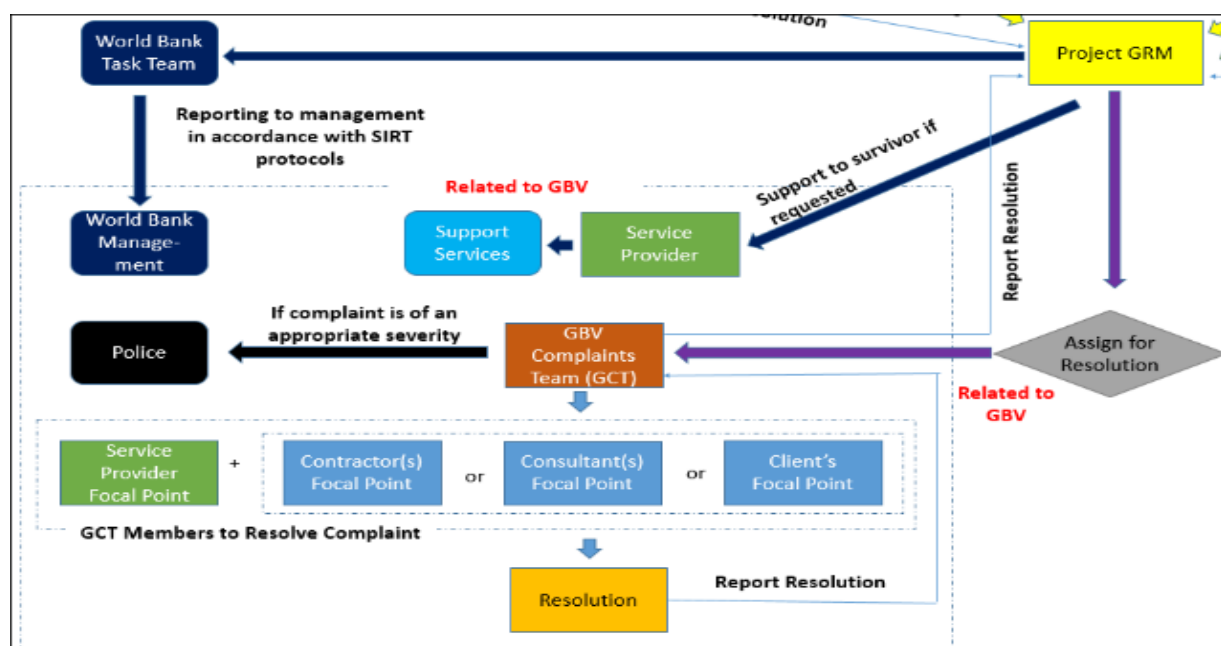 World Bank
Task Team
Project GRM
Reporting to management
in accordance with SIRT
protocols
Support to survivor if
requested
Related to GBV
World Bank
Manage-
ment
Support
Services
Service
Provider
Report Resolution
If complaint is of an
appropriate severity
Police
GBV
Complaints
Team (GCT)
Assign for
Resolution
Related to
GBV
Service
Provider
Focal Point
+
Contractor(s)
Focal Point
or
Consultant(s)
Focal Point
or
Client's
Focal Point
GCT Members to Resolve Complaint
Resolution
Report Resolution